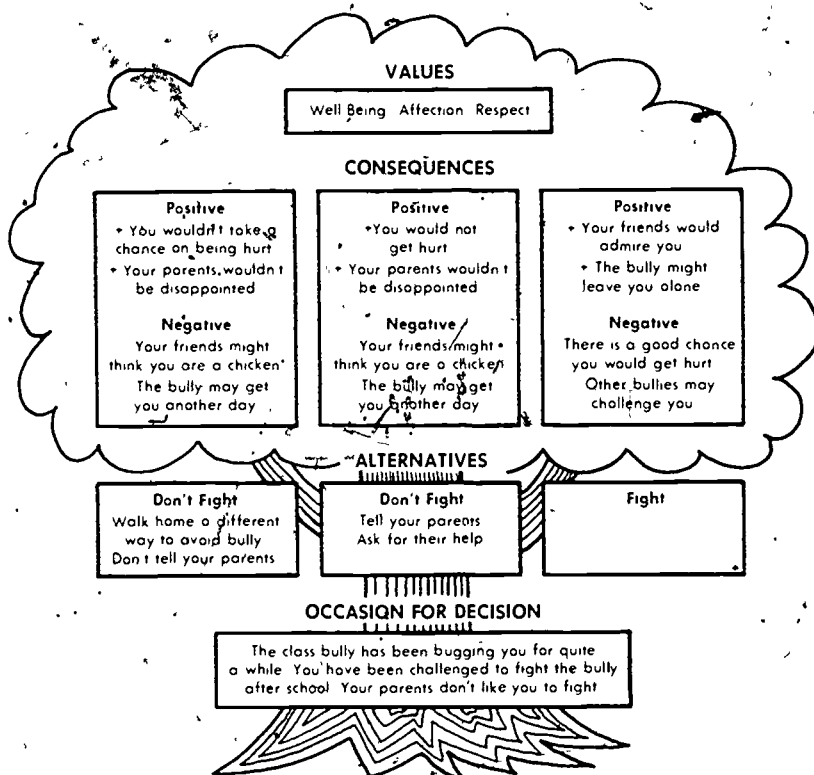 VALUES
Well Being Affection Respect
CONSEQUENCES
Positive
+ You wouldn't take a
chance on being hurt
+ Your parents wouldn't
be disappointed
Negative
Your friends might
think you are a chicken
The bully may get
you another day
Positive
+You would not
get hurt
+ Your parents wouldn't
be disappointed
Negative
Your friends might
think you are a chicken
The bully may get
you another day
Positive
+ Your friends would
admire you
+ The bully might
leave you alone
Negative
There is a good chance
you would get hurt
Other bullies may
challenge you
ALTERNATIVES
Don't Fight
Walk home a different
way to avoid bully
Don't tell your parents
Don't Fight
Tell your parents
Ask for their help
Fight
OCCASION FOR DECISION
The class bully has been bugging you for quite
a while You have been challenged to fight the bully
after school Your parents don't like you to fight